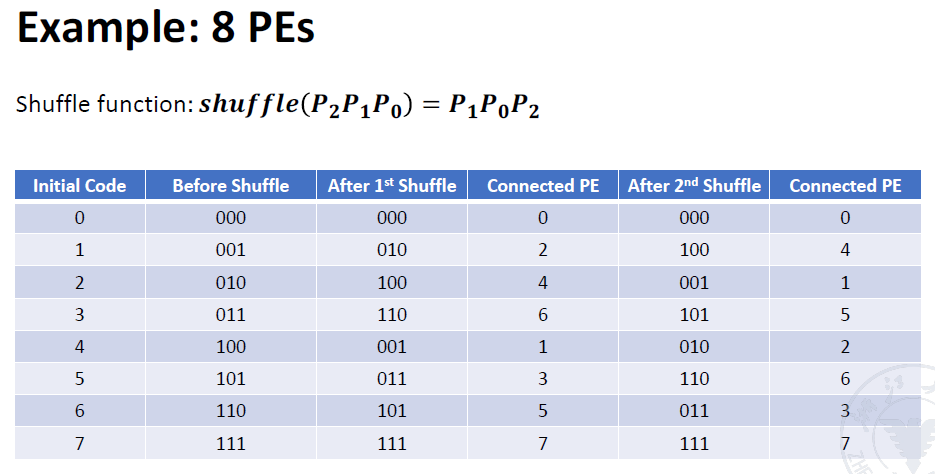 Example: 8 PEs
Shuffle function: shuffle(P₂P₁P₀) = P₁P₀P₂
Initial Code Before Shuffle After 1st Shuffle Connected PE After 2nd Shuffle Connected PE
0 000 000 0 000 0
1 001 010 2 100 4
2 010 100 4 001 1
3 011 110 6 101 5
4 100 001 1 010 2
5 101 011 3 110 6
6 110 101 5 011 3
7 111 111 7 111 7